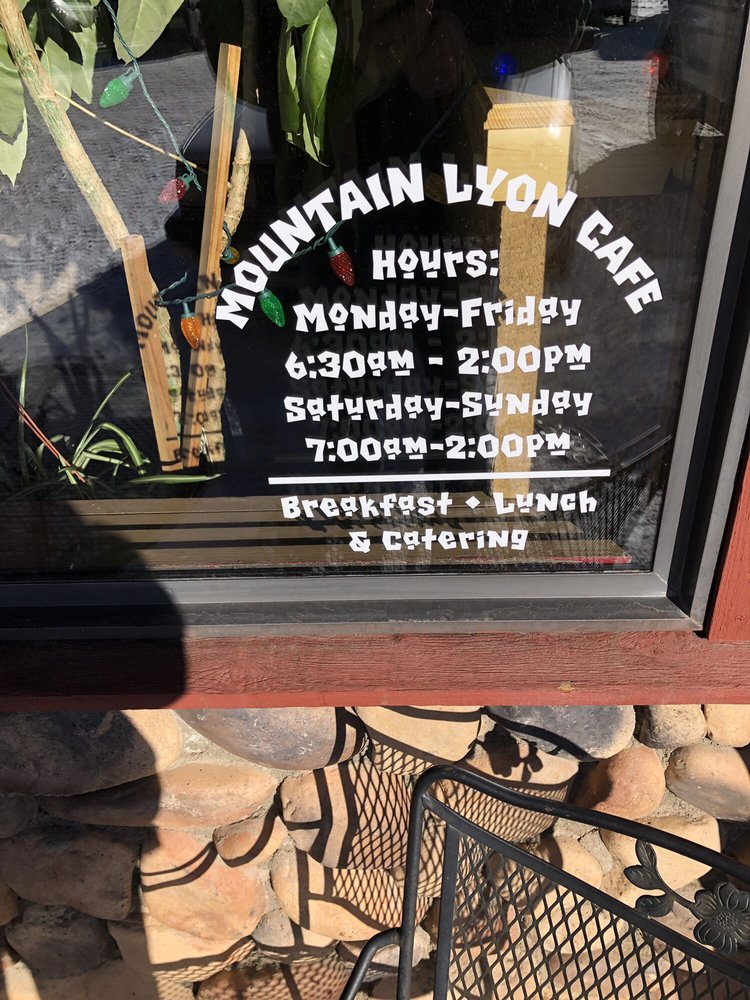 MOUNTAIN LYON CAFE
Hours:
Monday-Friday
6:30am - 2:00pm
Saturday-Sunday
7:00am-2:00pm
Breakfast • Lunch
& Catering